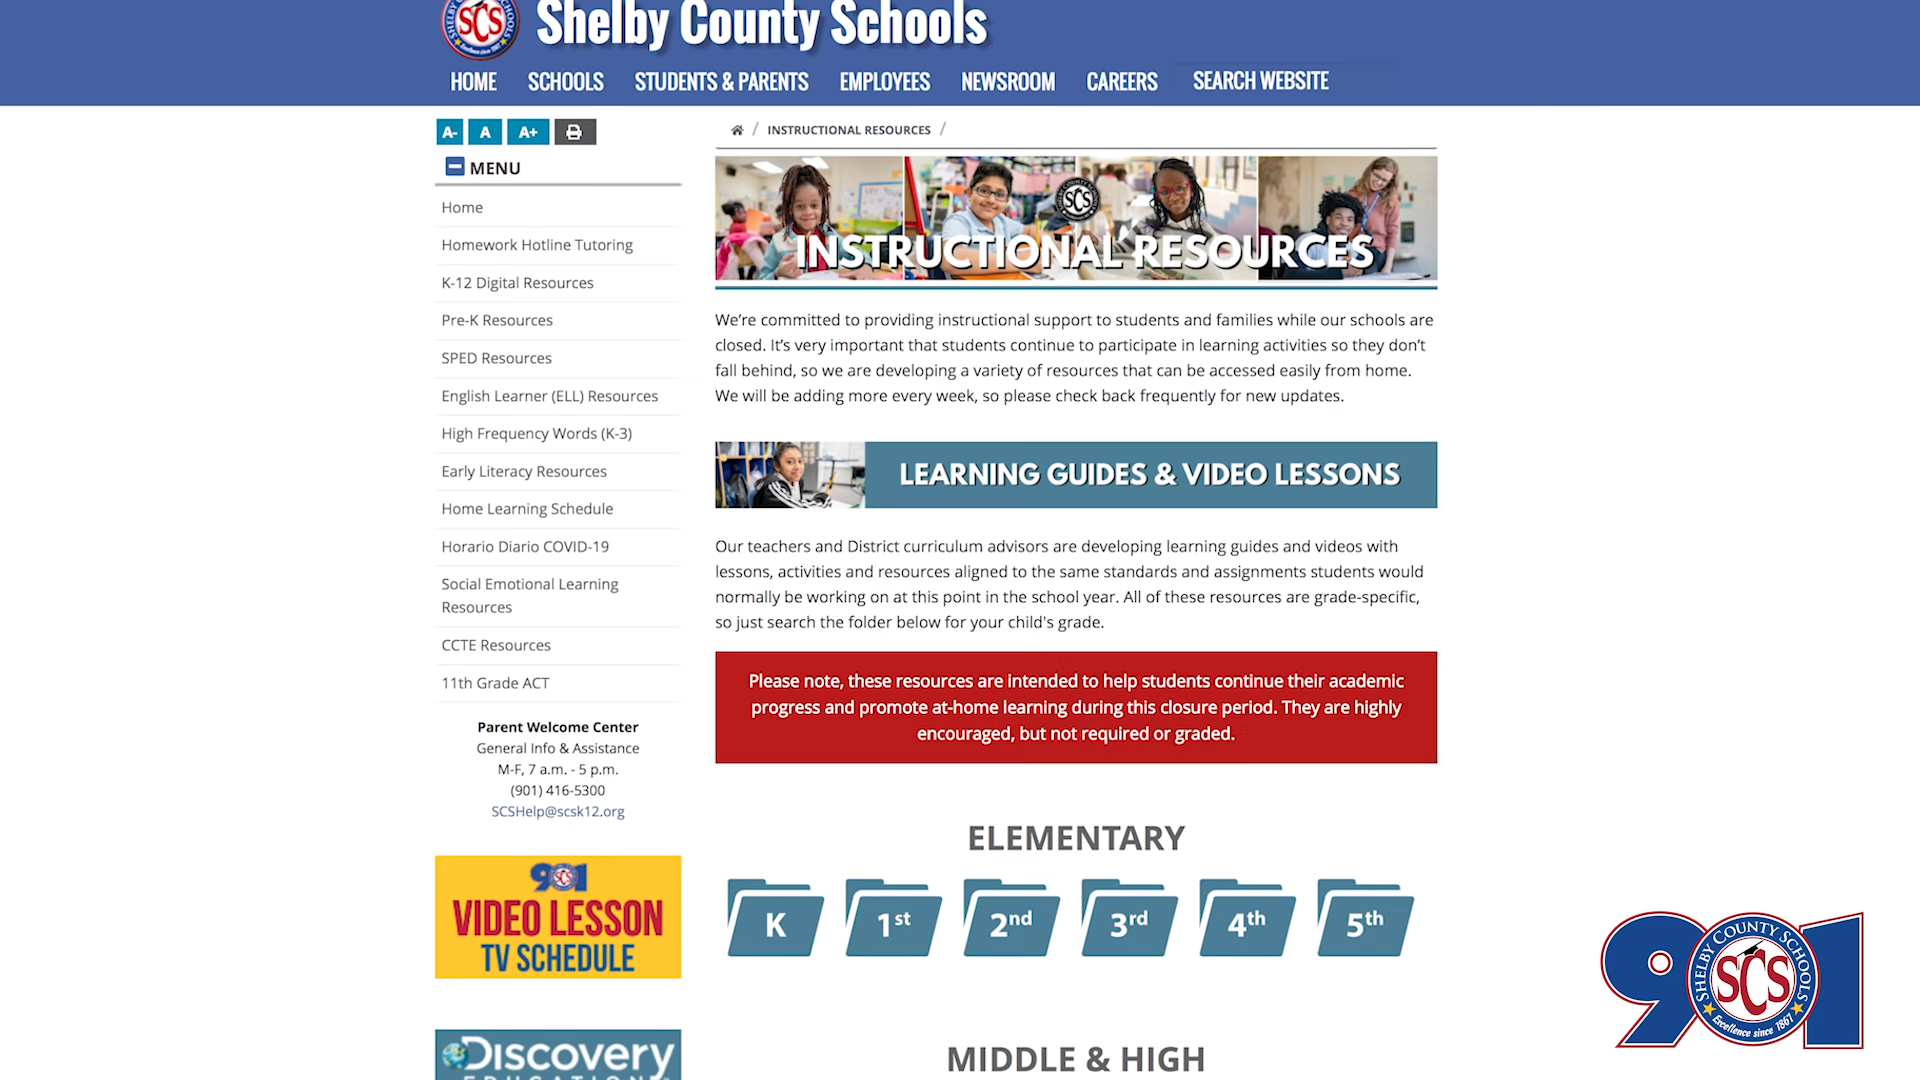 SCS
Shelby County Schools
HOME SCHOOLS STUDENTS & PARENTS EMPLOYEES NEWSROOM CAREERS SEARCH WEBSITE
A- A A+
/ INSTRUCTIONAL RESOURCES /
MENU
Home
Homework Hotline Tutoring
K-12 Digital Resources
Pre-K Resources
SPED Resources
English Learner (ELL) Resources
High Frequency Words (K-3)
Early Literacy Resources
Home Learning Schedule
Horario Diario COVID-19
Social Emotional Learning
Resources
CCTE Resources
11th Grade ACT
Parent Welcome Center
General Info & Assistance
M-F, 7 a.m. - 5 p.m.
(901) 416-5300
SCSHelp@scsk12.org
901
SCS
VIDEO LESSON
TV SCHEDULE
Discovery
EDUCATION
SCS
INSTRUCTIONAL RESOURCES
We’re committed to providing instructional support to students and families while our schools are
closed. It’s very important that students continue to participate in learning activities so they don’t
fall behind, so we are developing a variety of resources that can be accessed easily from home.
We will be adding more every week, so please check back frequently for new updates.
LEARNING GUIDES & VIDEO LESSONS
Our teachers and District curriculum advisors are developing learning guides and videos with
lessons, activities and resources aligned to the same standards and assignments students would
normally be working on at this point in the school year. All of these resources are grade-specific,
so just search the folder below for your child's grade.
Please note, these resources are intended to help students continue their academic
progress and promote at-home learning during this closure period. They are highly
encouraged, but not required or graded.
ELEMENTARY
K 1st 2nd 3rd 4th 5th
MIDDLE & HIGH
901
SHELBY COUNTY SCHOOLS
SCS
Excellence since 1867